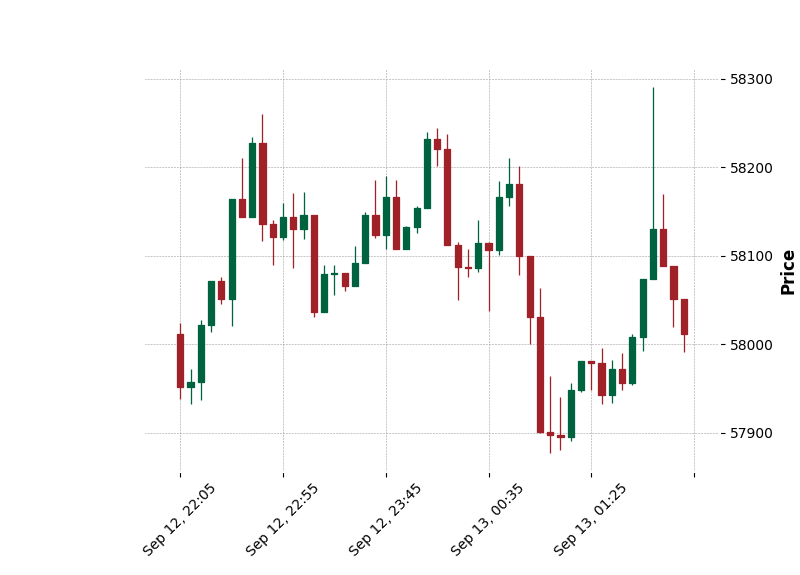 58300
58200
58100
58000
57900
Price
Sep 12, 22:05
Sep 12, 22:55
Sep 12, 23:45
Sep 13, 00:35
Sep 13, 01:25